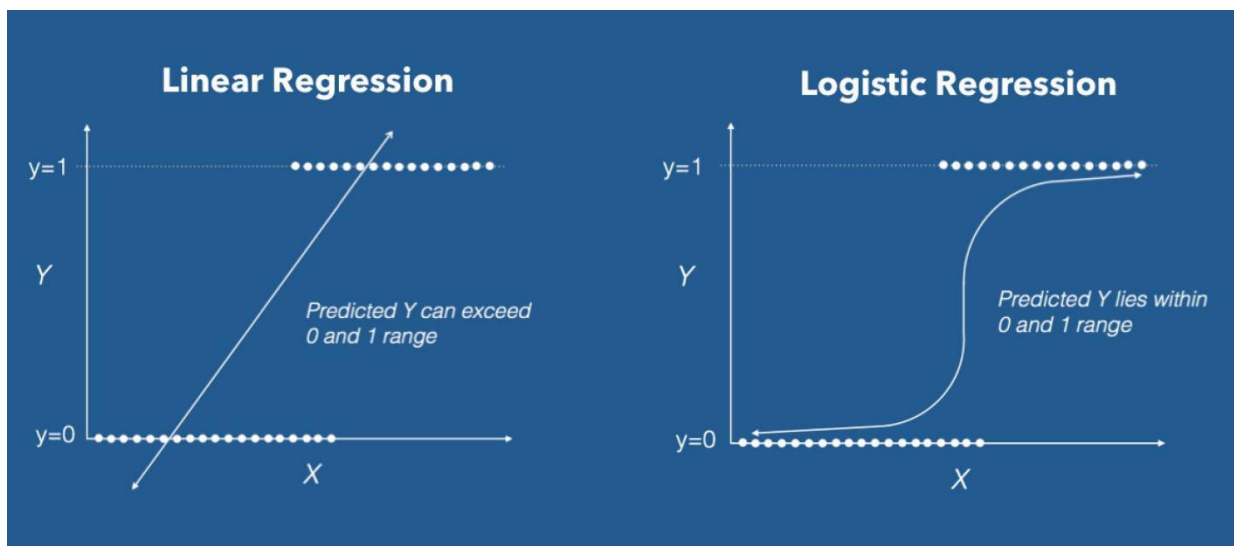 Linear Regression
y=1
Y
Predicted Y can exceed
0 and 1 range
y=0
X
Logistic Regression
y=1
Y
Predicted Y lies within
0 and 1 range
y=0
X